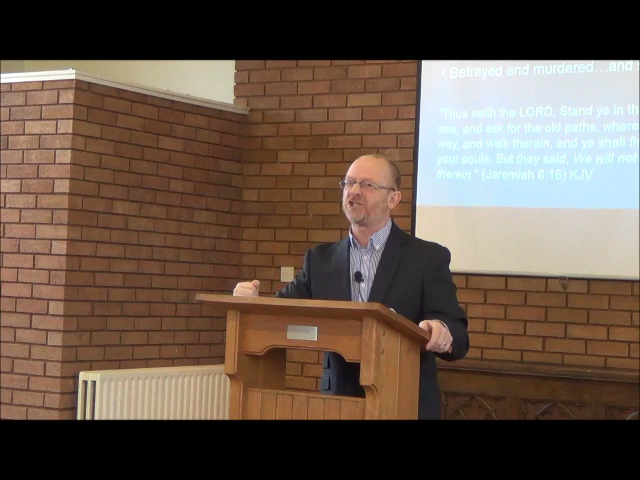 • Betrayed and murdered…and
"Thus saith the LORD, Stand ye in th
see, and ask for the old paths, where
way, and walk therein, and ye shall fi
your souls. But they said, We will not
therein." (Jeremiah 6:16) KJV